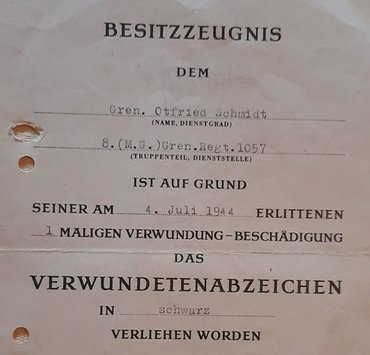 BESITZZEUGNIS
DEM
Gren. Otfried Schmidt
(NAME, DIENSTGRAD)
8.(M.G.)Gren.Regt.1057
(TRUPPENTEIL, DIENSTSTELLE)
IST AUF GRUND
SEINER AM 4. Juli 1944 ERLITTENEN
1 MALIGEN VERWUNDUNG–BESCHÄDIGUNG
DAS
VERWUNDETENABZEICHEN
IN schwarz
VERLIEHEN WORDEN